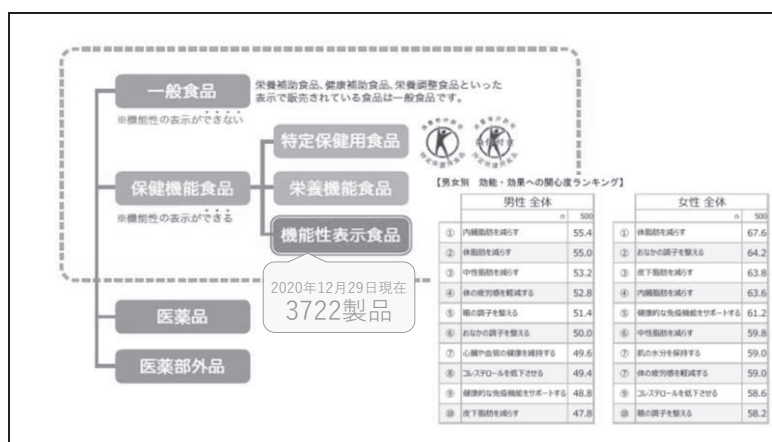 一般食品
栄養補助食品、健康補助食品、栄養調整食品といった
表示で販売されている食品は一般食品です。
※機能性の表示ができない
特定保健用食品
保健機能食品
栄養機能食品
※機能性の表示ができる
機能性表示食品
2020年12月29日現在
3722製品
医薬品
医薬部外品
【男女別 効能・効果への関心度ランキング】
男性 全体
n 500
① 内臓脂肪を減らす 55.4
② 体脂肪を減らす 55.0
③ 中性脂肪を減らす 53.2
④ 体の疲労感を軽減する 52.8
⑤ 眼の調子を整える 51.4
⑥ おなかの調子を整える 50.0
⑦ 心臓や血管の健康を維持する 49.6
⑧ コレステロールを低下させる 49.4
⑨ 健康的な免疫機能をサポートする 48.8
⑩ 皮下脂肪を減らす 47.8
女性 全体
n 500
① 体脂肪を減らす 67.6
② おなかの調子を整える 64.2
③ 皮下脂肪を減らす 63.8
④ 内臓脂肪を減らす 63.6
⑤ 健康的な免疫機能をサポートする 61.2
⑥ 中性脂肪を減らす 59.8
⑦ 肌の水分を保持する 59.0
⑦ 体の疲労感を軽減する 59.0
⑨ コレステロールを低下させる 58.6
⑩ 眼の調子を整える 58.2